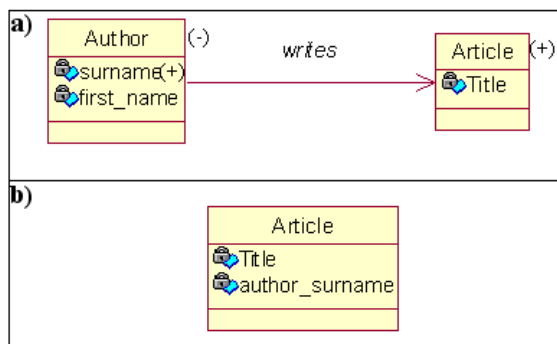 a)
Author (-)
surname(+)
first_name
writes
Article (+)
Title
b)
Article
Title
author_surname